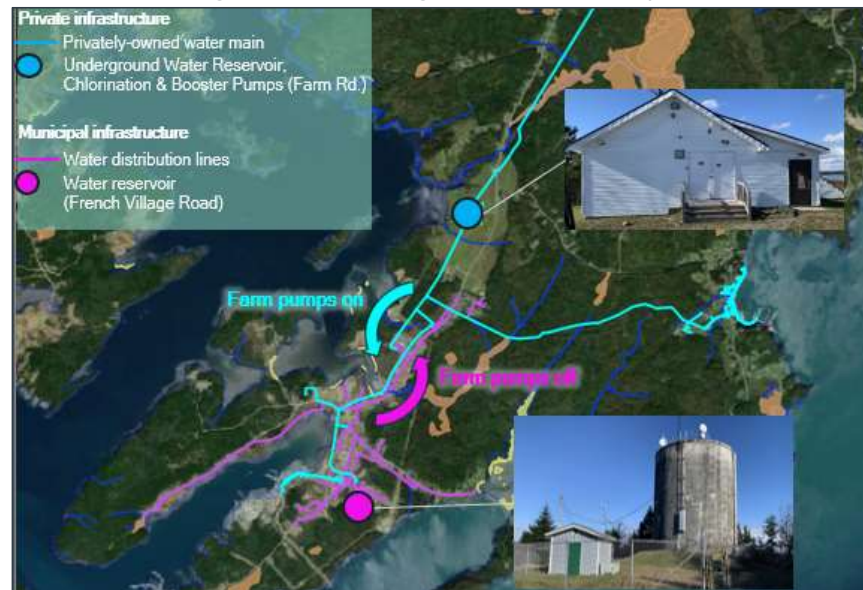 Private infrastructure
Privately-owned water main
Underground Water Reservoir,
Chlorination & Booster Pumps (Farm Rd.)
Municipal infrastructure
Water distribution lines
Water reservoir
(French Village Road)
Farm pumps on
Farm pumps off